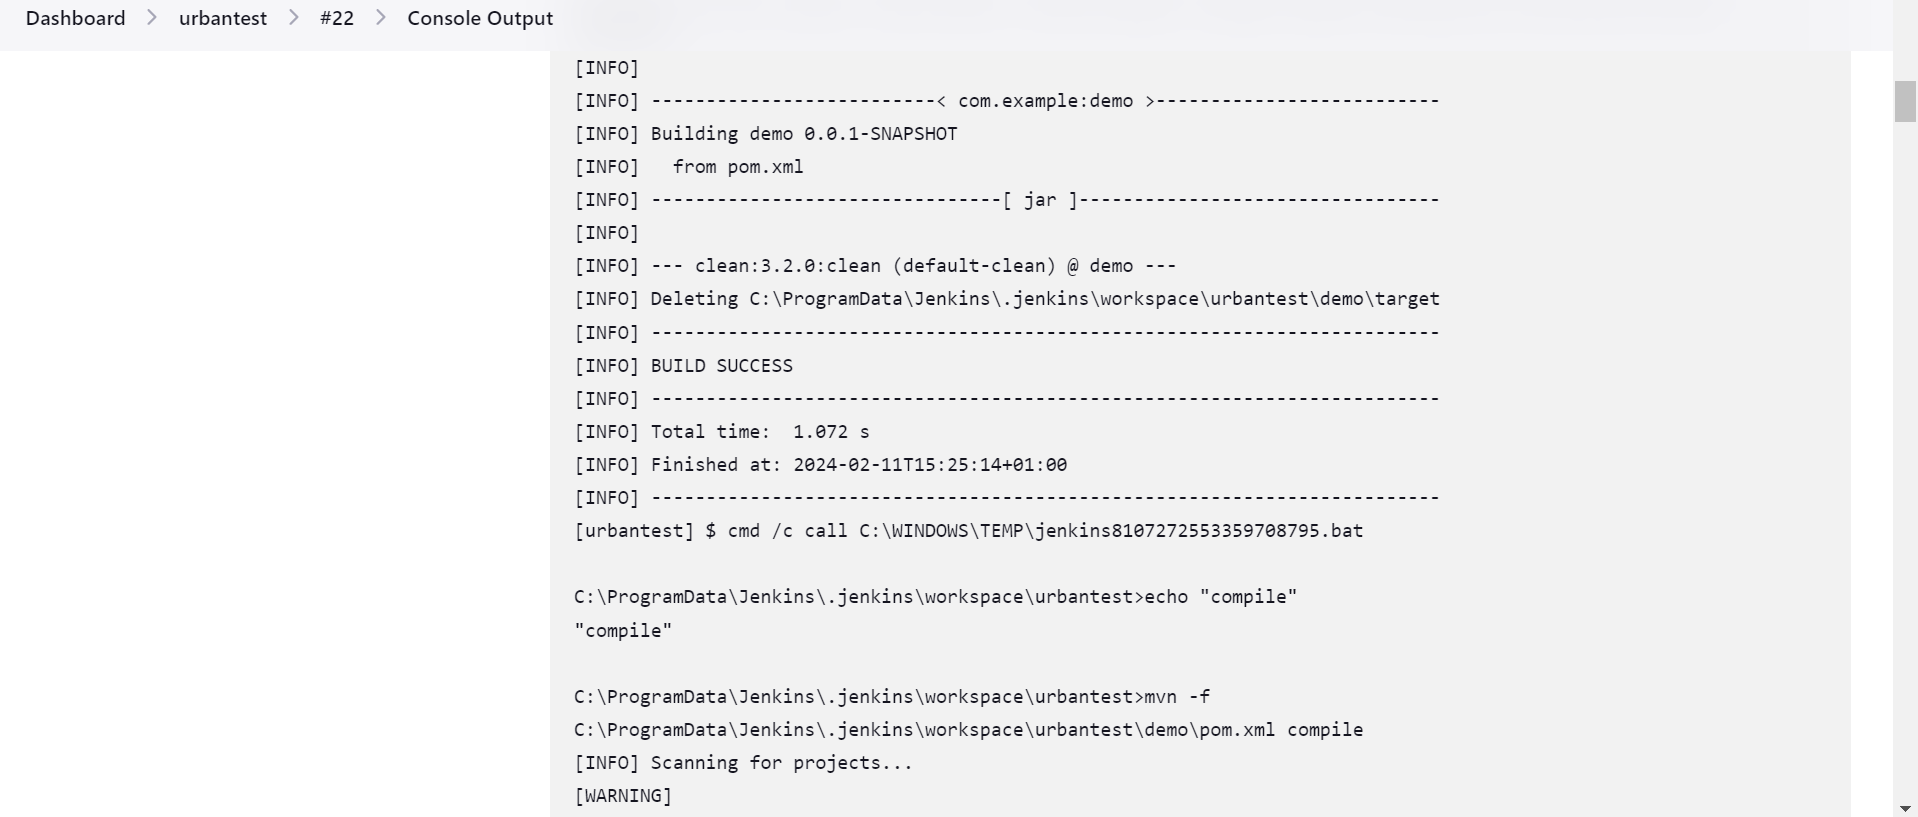 Dashboard > urbantest > #22 > Console Output
[INFO]
[INFO] --------------------------< com.example:demo >--------------------------
[INFO] Building demo 0.0.1-SNAPSHOT
[INFO]   from pom.xml
[INFO] --------------------------------[ jar ]---------------------------------
[INFO]
[INFO] --- clean:3.2.0:clean (default-clean) @ demo ---
[INFO] Deleting C:\ProgramData\Jenkins\.jenkins\workspace\urbantest\demo\target
[INFO] ------------------------------------------------------------------------
[INFO] BUILD SUCCESS
[INFO] ------------------------------------------------------------------------
[INFO] Total time:  1.072 s
[INFO] Finished at: 2024-02-11T15:25:14+01:00
[INFO] ------------------------------------------------------------------------
[urbantest] $ cmd /c call C:\WINDOWS\TEMP\jenkins8107272553359708795.bat
C:\ProgramData\Jenkins\.jenkins\workspace\urbantest>echo "compile"
"compile"
C:\ProgramData\Jenkins\.jenkins\workspace\urbantest>mvn -f
C:\ProgramData\Jenkins\.jenkins\workspace\urbantest\demo\pom.xml compile
[INFO] Scanning for projects...
[WARNING]